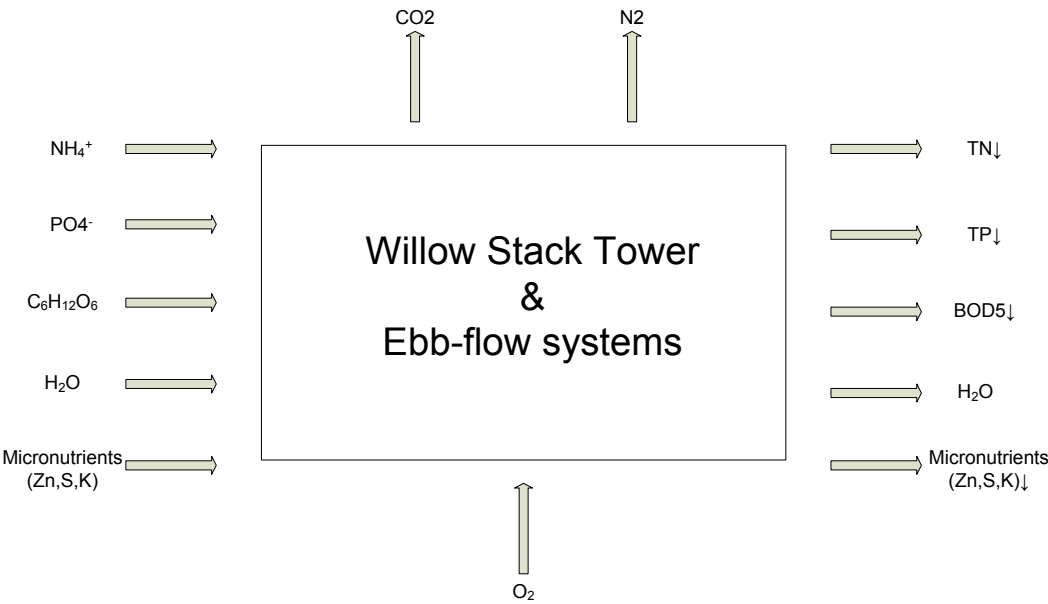 CO2
N2
NH₄⁺
PO4⁻
C₆H₁₂O₆
H₂O
Micronutrients
(Zn,S,K)
Willow Stack Tower
&
Ebb-flow systems
TN↓
TP↓
BOD5↓
H₂O
Micronutrients
(Zn,S,K)↓
O₂